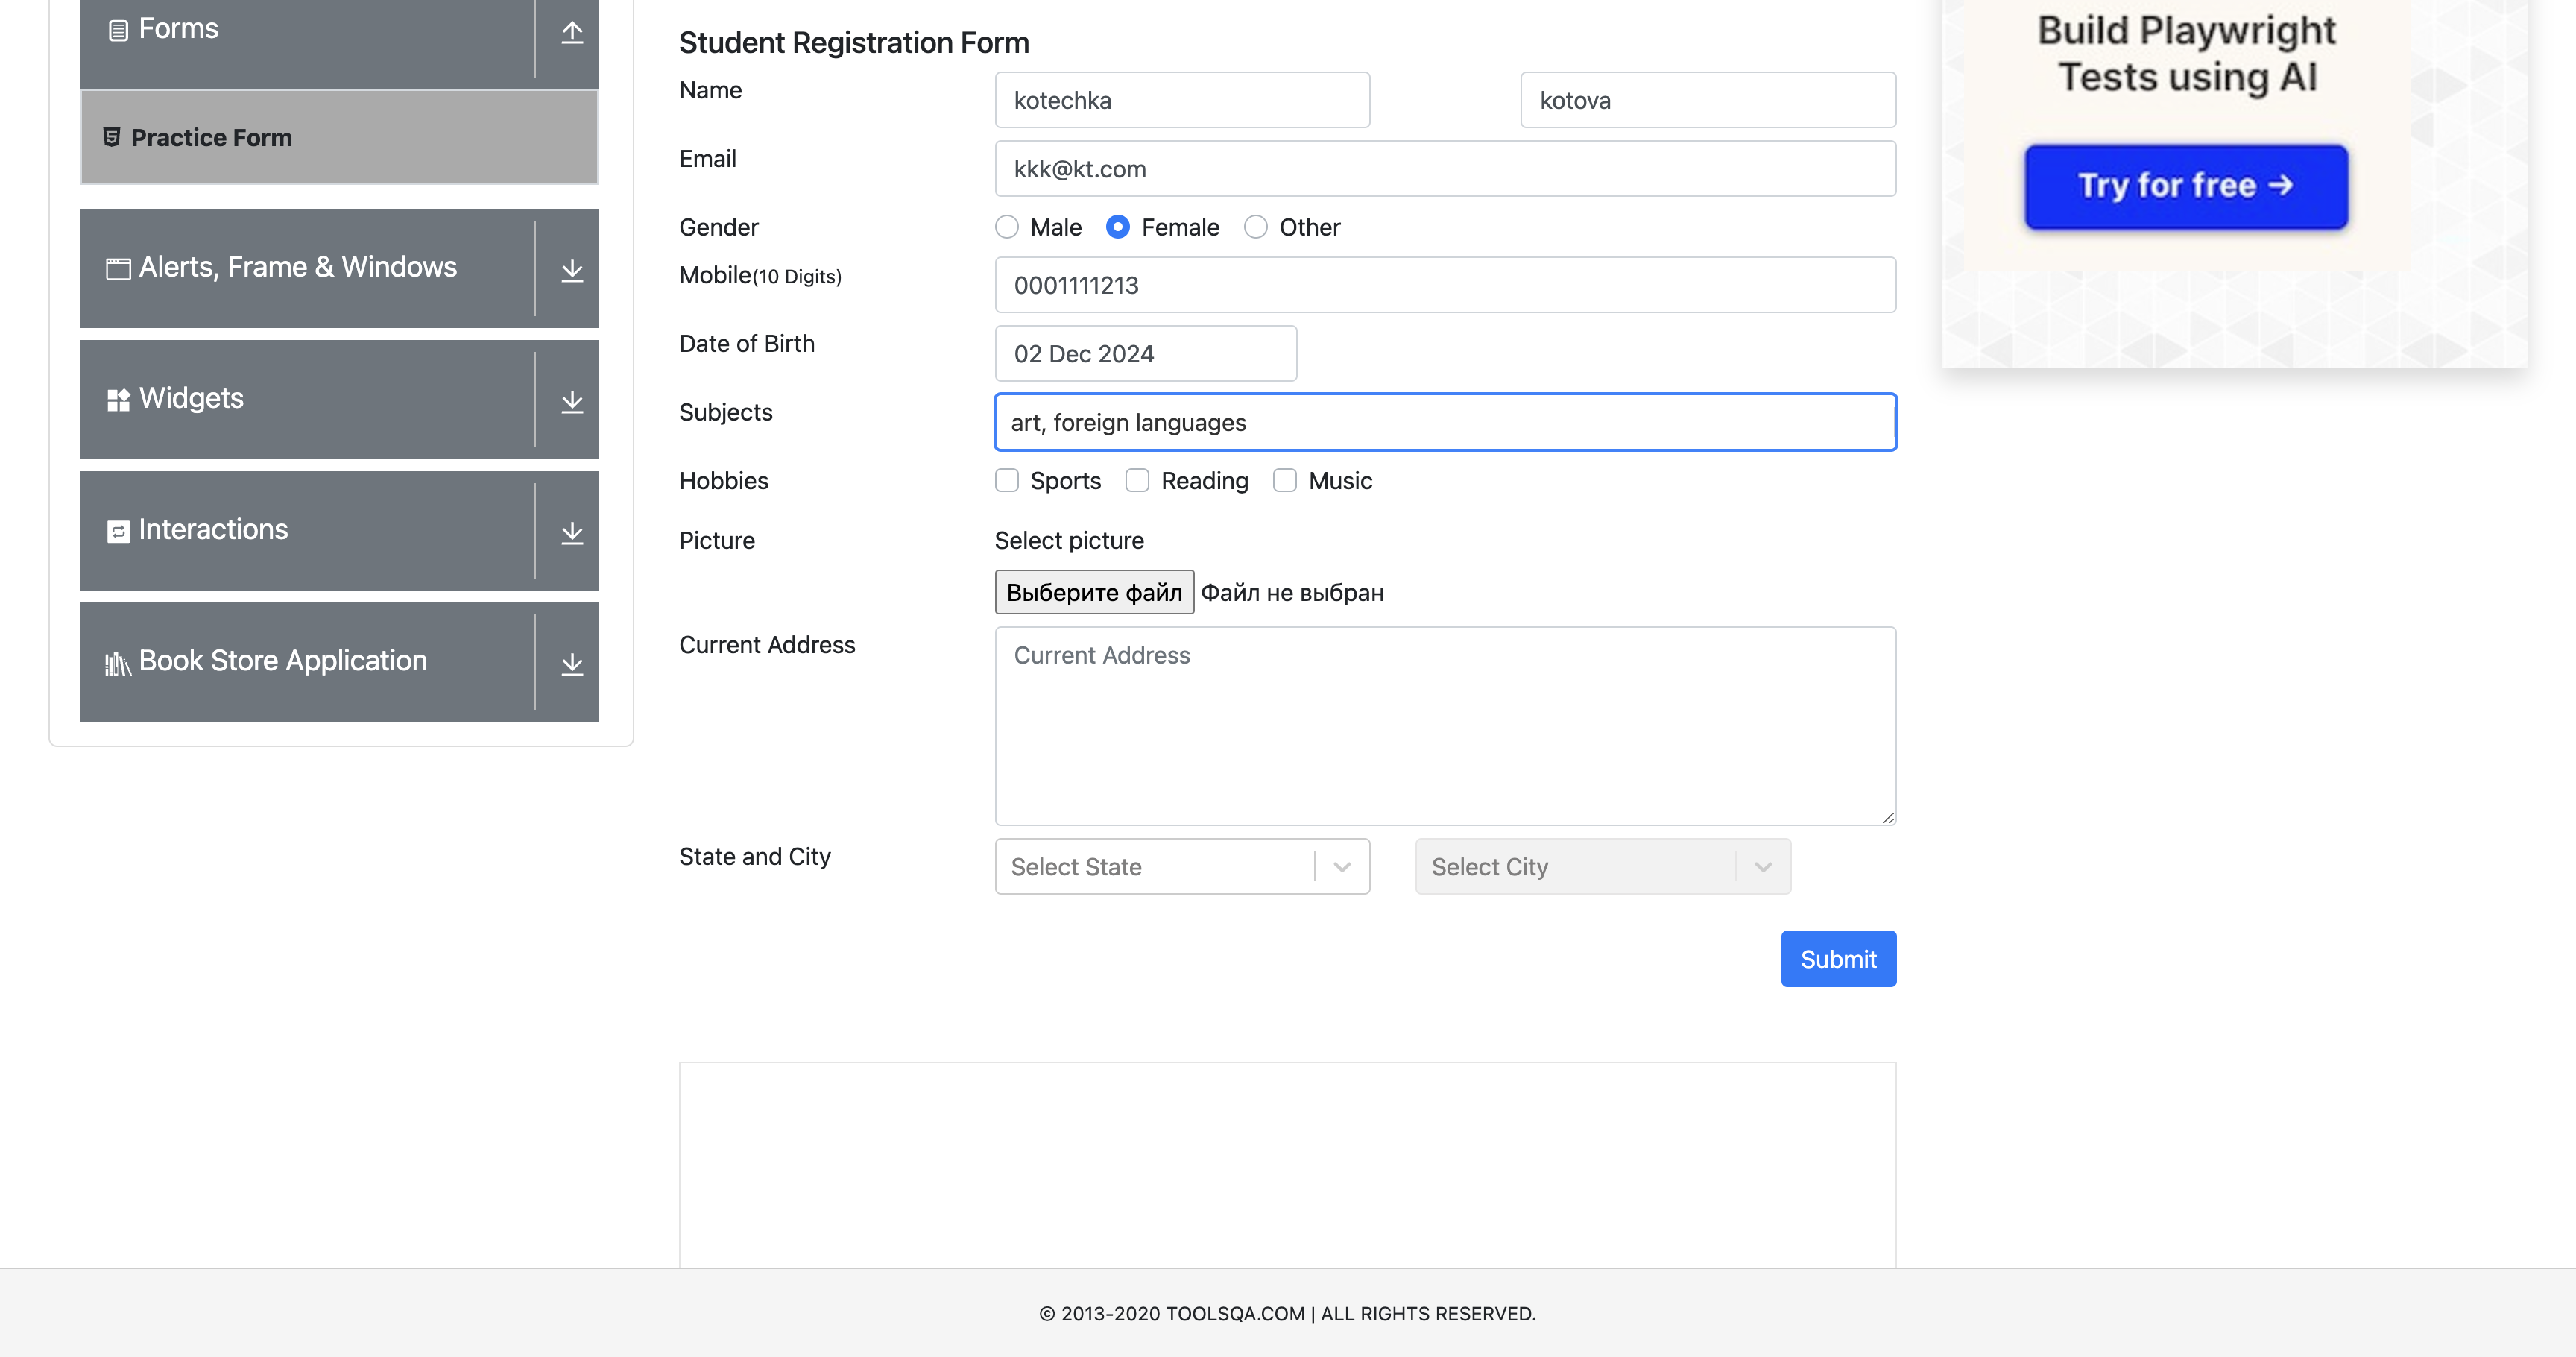 Forms
Practice Form
Alerts, Frame & Windows
Widgets
Interactions
Book Store Application
Student Registration Form
Name kotechka kotova
Email kkk@kt.com
Gender Male Female Other
Mobile(10 Digits) 0001111213
Date of Birth 02 Dec 2024
Subjects art, foreign languages
Hobbies Sports Reading Music
Picture Select picture
Выберите файл Файл не выбран
Current Address Current Address
State and City Select State Select City
Submit
Build Playwright
Tests using AI
Try for free →
© 2013-2020 TOOLSQA.COM | ALL RIGHTS RESERVED.